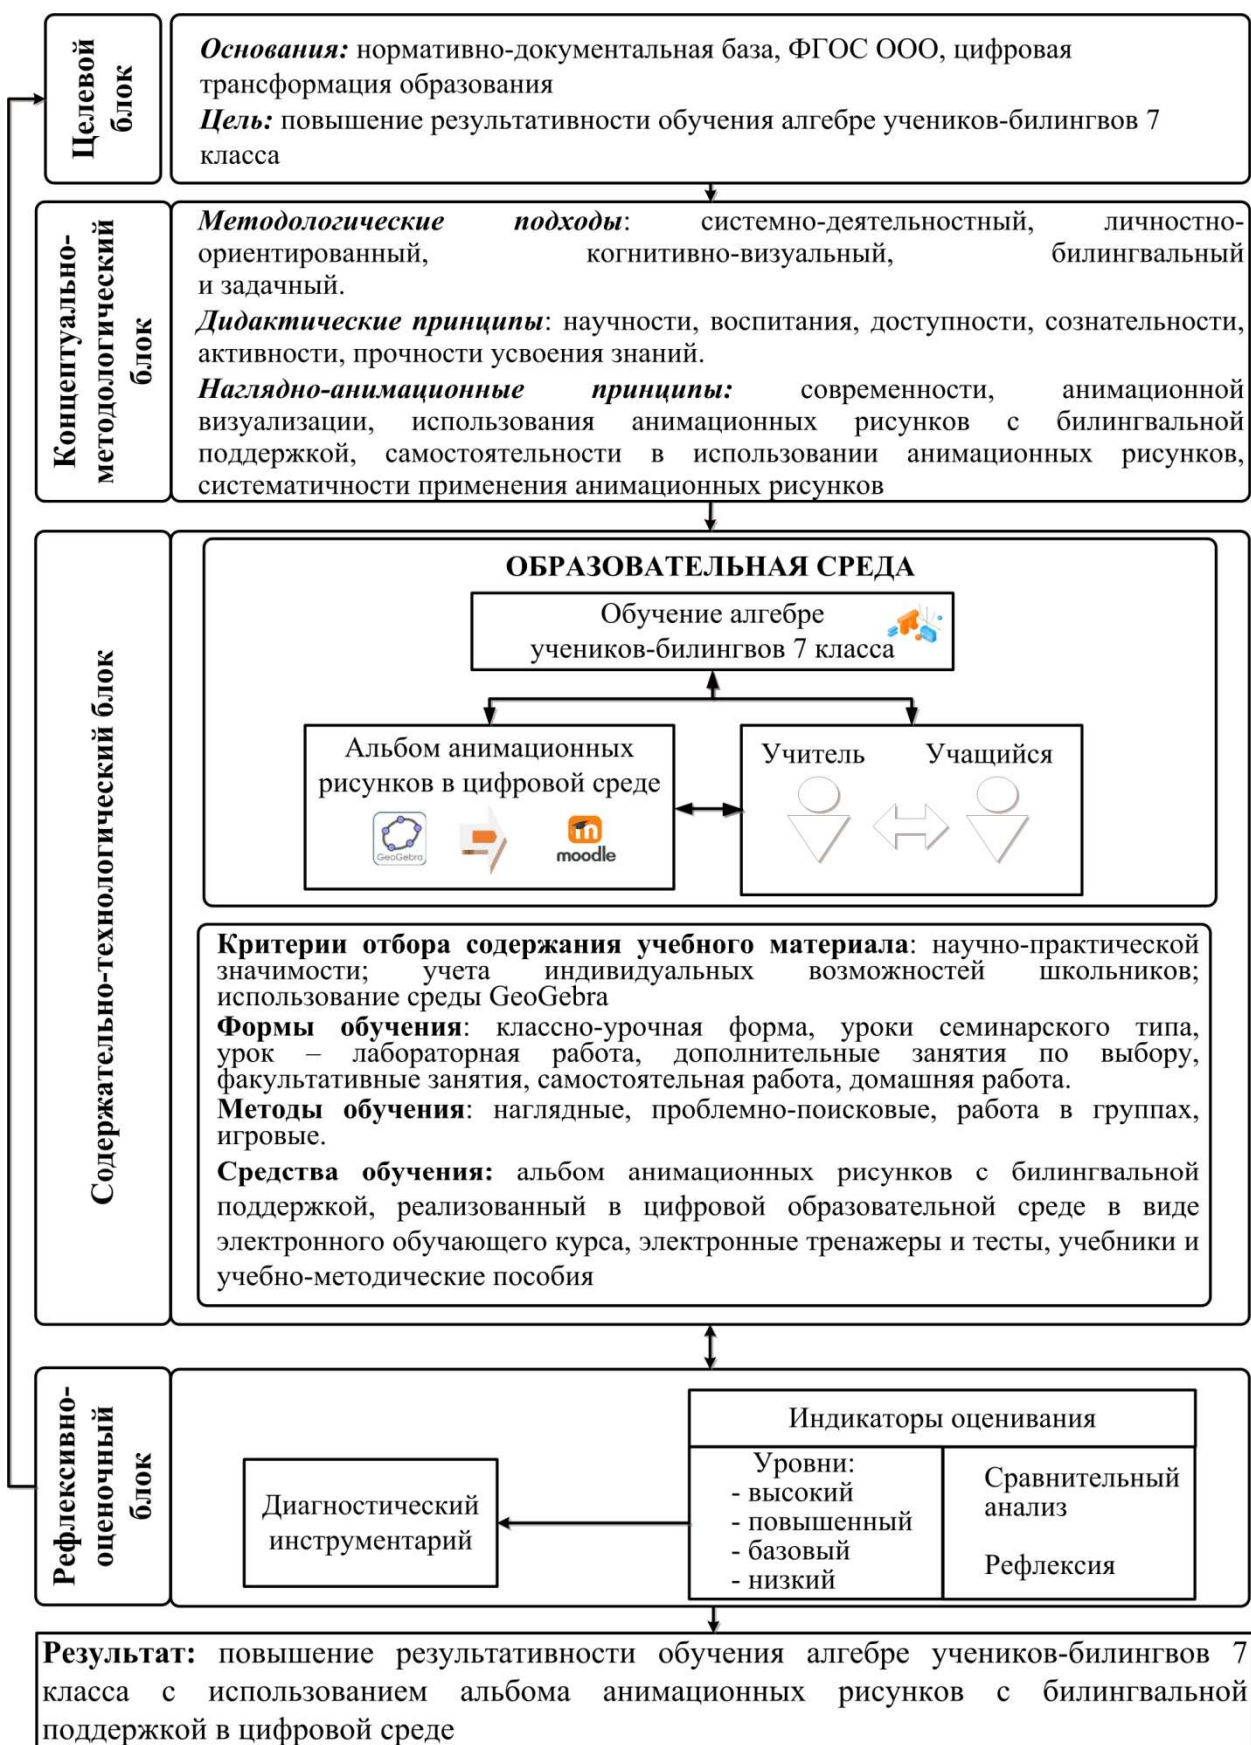 Целевой
блок
Основания: нормативно-документальная база, ФГОС ООО, цифровая
трансформация образования
Цель: повышение результативности обучения алгебре учеников-билингвов 7
класса
Концептуально-
методологический
блок
Методологические подходы: системно-деятельностный, личностно-
ориентированный, когнитивно-визуальный, билингвальный
и задачный.
Дидактические принципы: научности, воспитания, доступности, сознательности,
активности, прочности усвоения знаний.
Наглядно-анимационные принципы: современности, анимационной
визуализации, использования анимационных рисунков с билингвальной
поддержкой, самостоятельности в использовании анимационных рисунков,
систематичности применения анимационных рисунков
Содержательно-технологический блок
ОБРАЗОВАТЕЛЬНАЯ СРЕДА
Обучение алгебре
учеников-билингвов 7 класса
Альбом анимационных
рисунков в цифровой среде
GeoGebra
moodle
Учитель Учащийся
Критерии отбора содержания учебного материала: научно-практической
значимости; учета индивидуальных возможностей школьников;
использование среды GeoGebra
Формы обучения: классно-урочная форма, уроки семинарского типа,
урок – лабораторная работа, дополнительные занятия по выбору,
факультативные занятия, самостоятельная работа, домашняя работа.
Методы обучения: наглядные, проблемно-поисковые, работа в группах,
игровые.
Средства обучения: альбом анимационных рисунков с билингвальной
поддержкой, реализованный в цифровой образовательной среде в виде
электронного обучающего курса, электронные тренажеры и тесты, учебники и
учебно-методические пособия
Рефлексивно-
оценочный
блок
Диагностический
инструментарий
Индикаторы оценивания
Уровни:
- высокий
- повышенный
- базовый
- низкий
Сравнительный
анализ
Рефлексия
Результат: повышение результативности обучения алгебре учеников-билингвов 7
класса с использованием альбома анимационных рисунков с билингвальной
поддержкой в цифровой среде